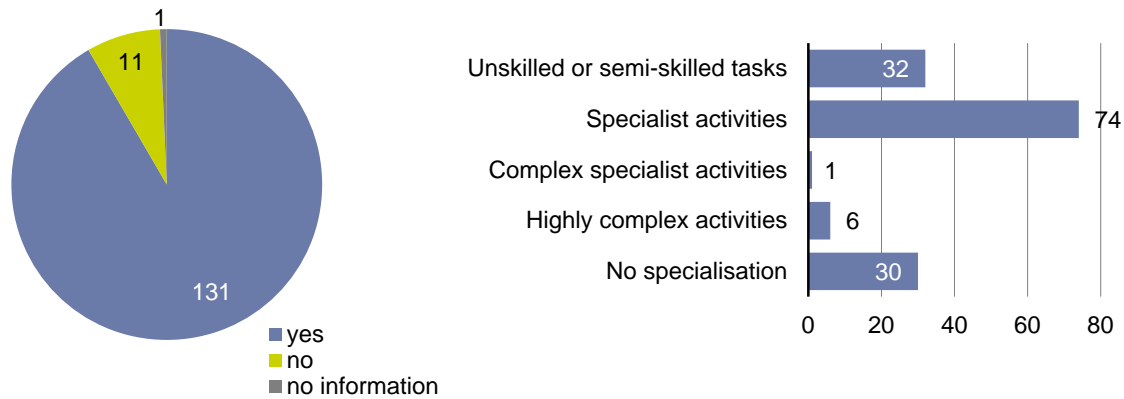 1
11
131
yes
no
no information
Unskilled or semi-skilled tasks 32
Specialist activities 74
Complex specialist activities 1
Highly complex activities 6
No specialisation 30
0 20 40 60 80